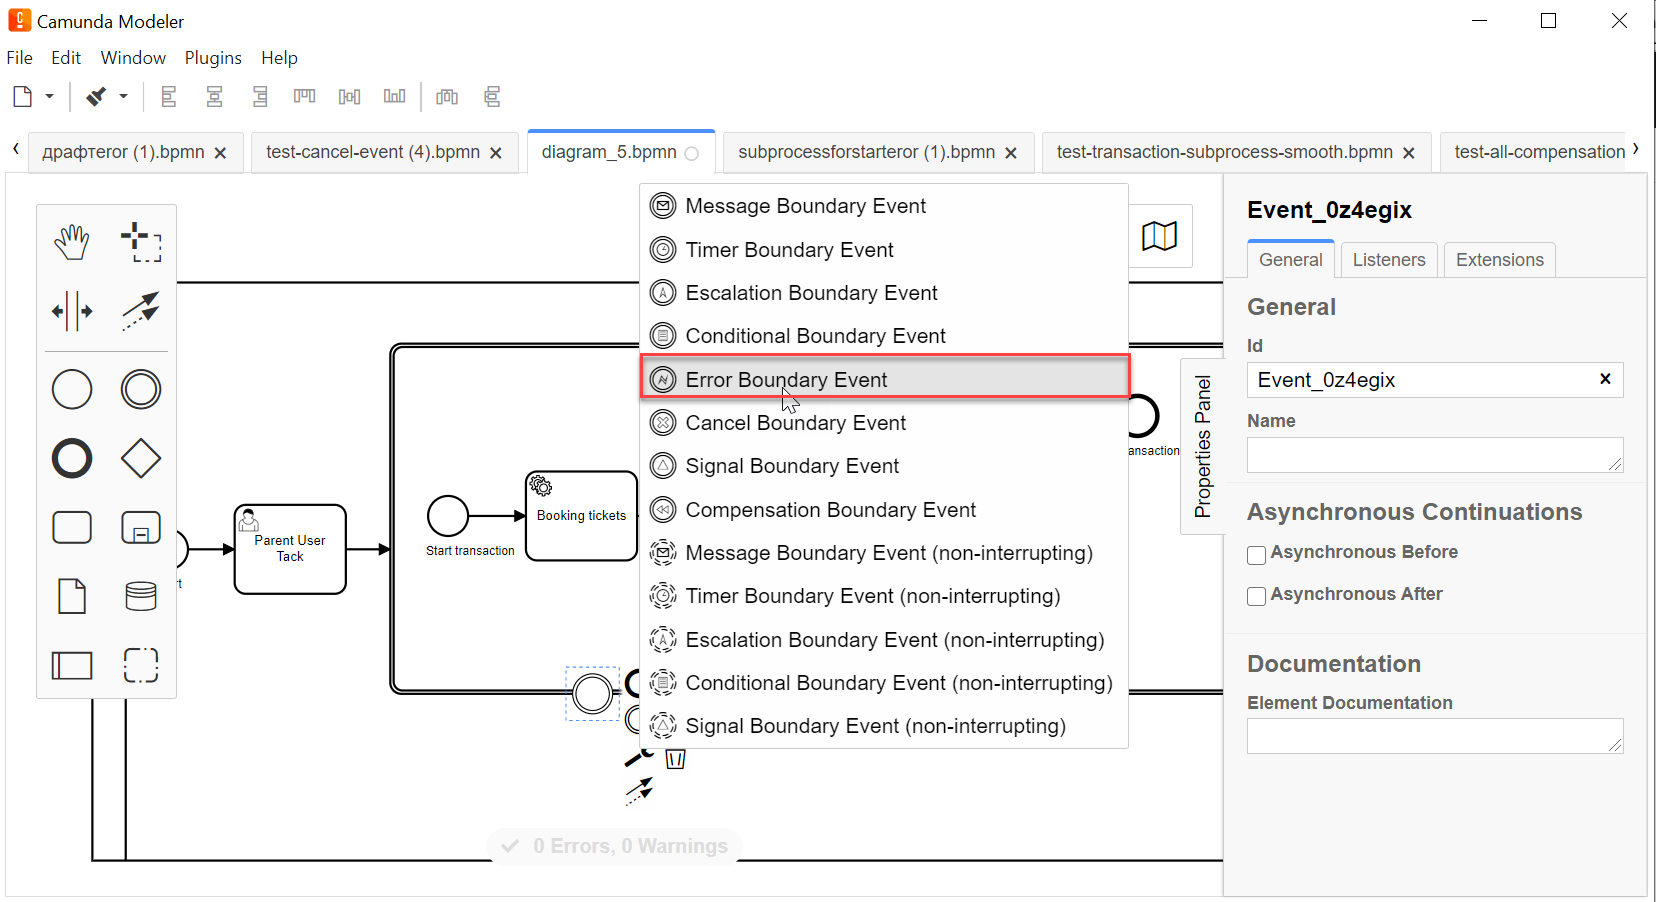 Camunda Modeler
File Edit Window Plugins Help
драфтеror (1).bpmn
test-cancel-event (4).bpmn
diagram_5.bpmn
subprocessforstarteror (1).bpmn
test-transaction-subprocess-smooth.bpmn
test-all-compensation
Message Boundary Event
Timer Boundary Event
Escalation Boundary Event
Conditional Boundary Event
Error Boundary Event
Cancel Boundary Event
Signal Boundary Event
Compensation Boundary Event
Message Boundary Event (non-interrupting)
Timer Boundary Event (non-interrupting)
Escalation Boundary Event (non-interrupting)
Conditional Boundary Event (non-interrupting)
Signal Boundary Event (non-interrupting)
Parent User
Tack
rt
Start transaction
Booking tickets
ansaction
0 Errors, 0 Warnings
Properties Panel
Event_0z4egix
General
Listeners
Extensions
General
Id
Event_0z4egix
Name
Asynchronous Continuations
Asynchronous Before
Asynchronous After
Documentation
Element Documentation